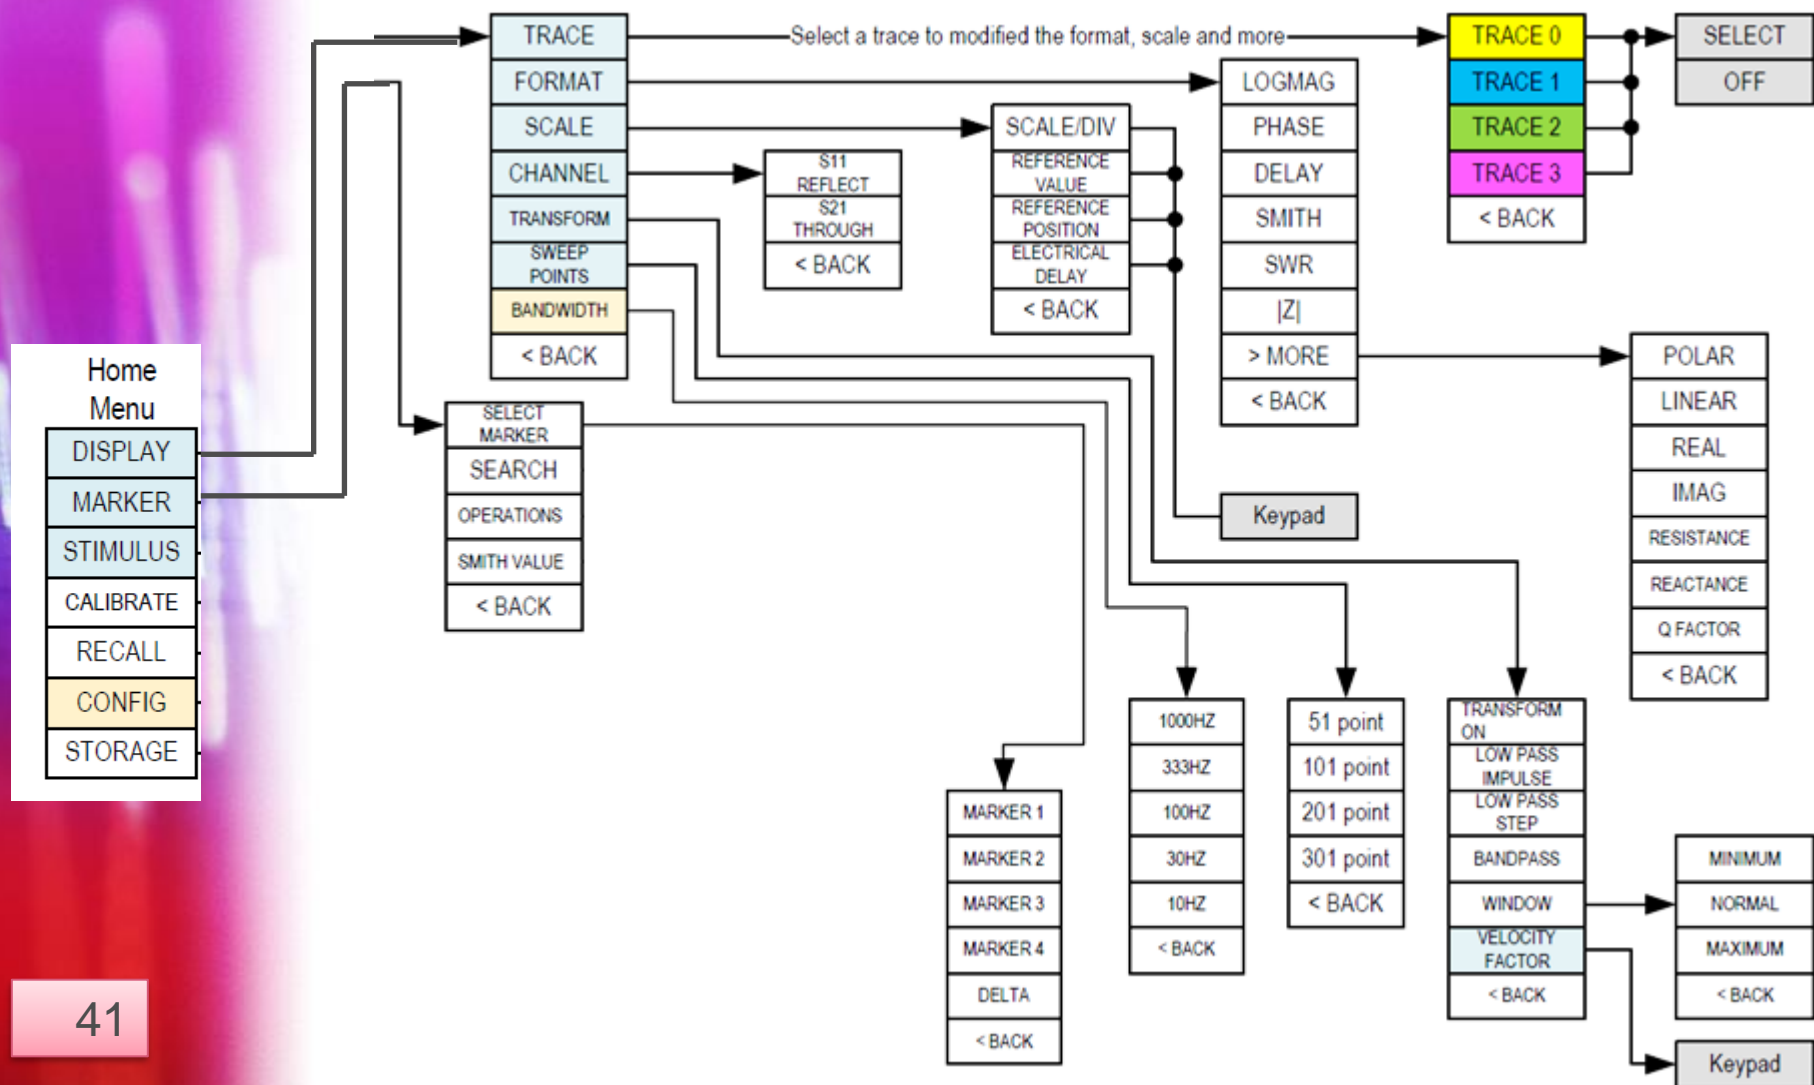 Home
Menu
DISPLAY
MARKER
STIMULUS
CALIBRATE
RECALL
CONFIG
STORAGE
TRACE
FORMAT
SCALE
CHANNEL
TRANSFORM
SWEEP
POINTS
BANDWIDTH
< BACK
Select a trace to modified the format, scale and more
TRACE 0
TRACE 1
TRACE 2
TRACE 3
< BACK
SELECT
OFF
LOGMAG
PHASE
DELAY
SMITH
SWR
|Z|
> MORE
< BACK
SCALE/DIV
REFERENCE
VALUE
REFERENCE
POSITION
ELECTRICAL
DELAY
< BACK
S11
REFLECT
S21
THROUGH
< BACK
POLAR
LINEAR
REAL
IMAG
RESISTANCE
REACTANCE
Q FACTOR
< BACK
Keypad
SELECT
MARKER
SEARCH
OPERATIONS
SMITH VALUE
< BACK
MARKER 1
MARKER 2
MARKER 3
MARKER 4
DELTA
< BACK
1000HZ
333HZ
100HZ
30HZ
10HZ
< BACK
51 point
101 point
201 point
301 point
< BACK
TRANSFORM
ON
LOW PASS
IMPULSE
LOW PASS
STEP
BANDPASS
WINDOW
VELOCITY
FACTOR
< BACK
MINIMUM
NORMAL
MAXIMUM
< BACK
Keypad
41